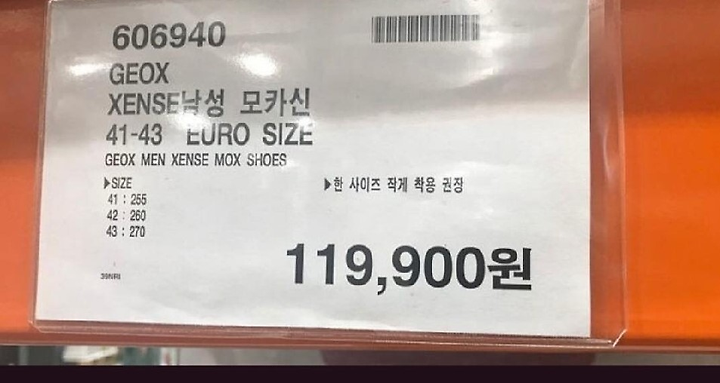 606940
GEOX
XENSE남성 모카신
41-43 EURO SIZE
GEOX MEN XENSE MOX SHOES
▶SIZE
41 : 255
42 : 260
43 : 270
▶한 사이즈 작게 착용 권장
119,900원